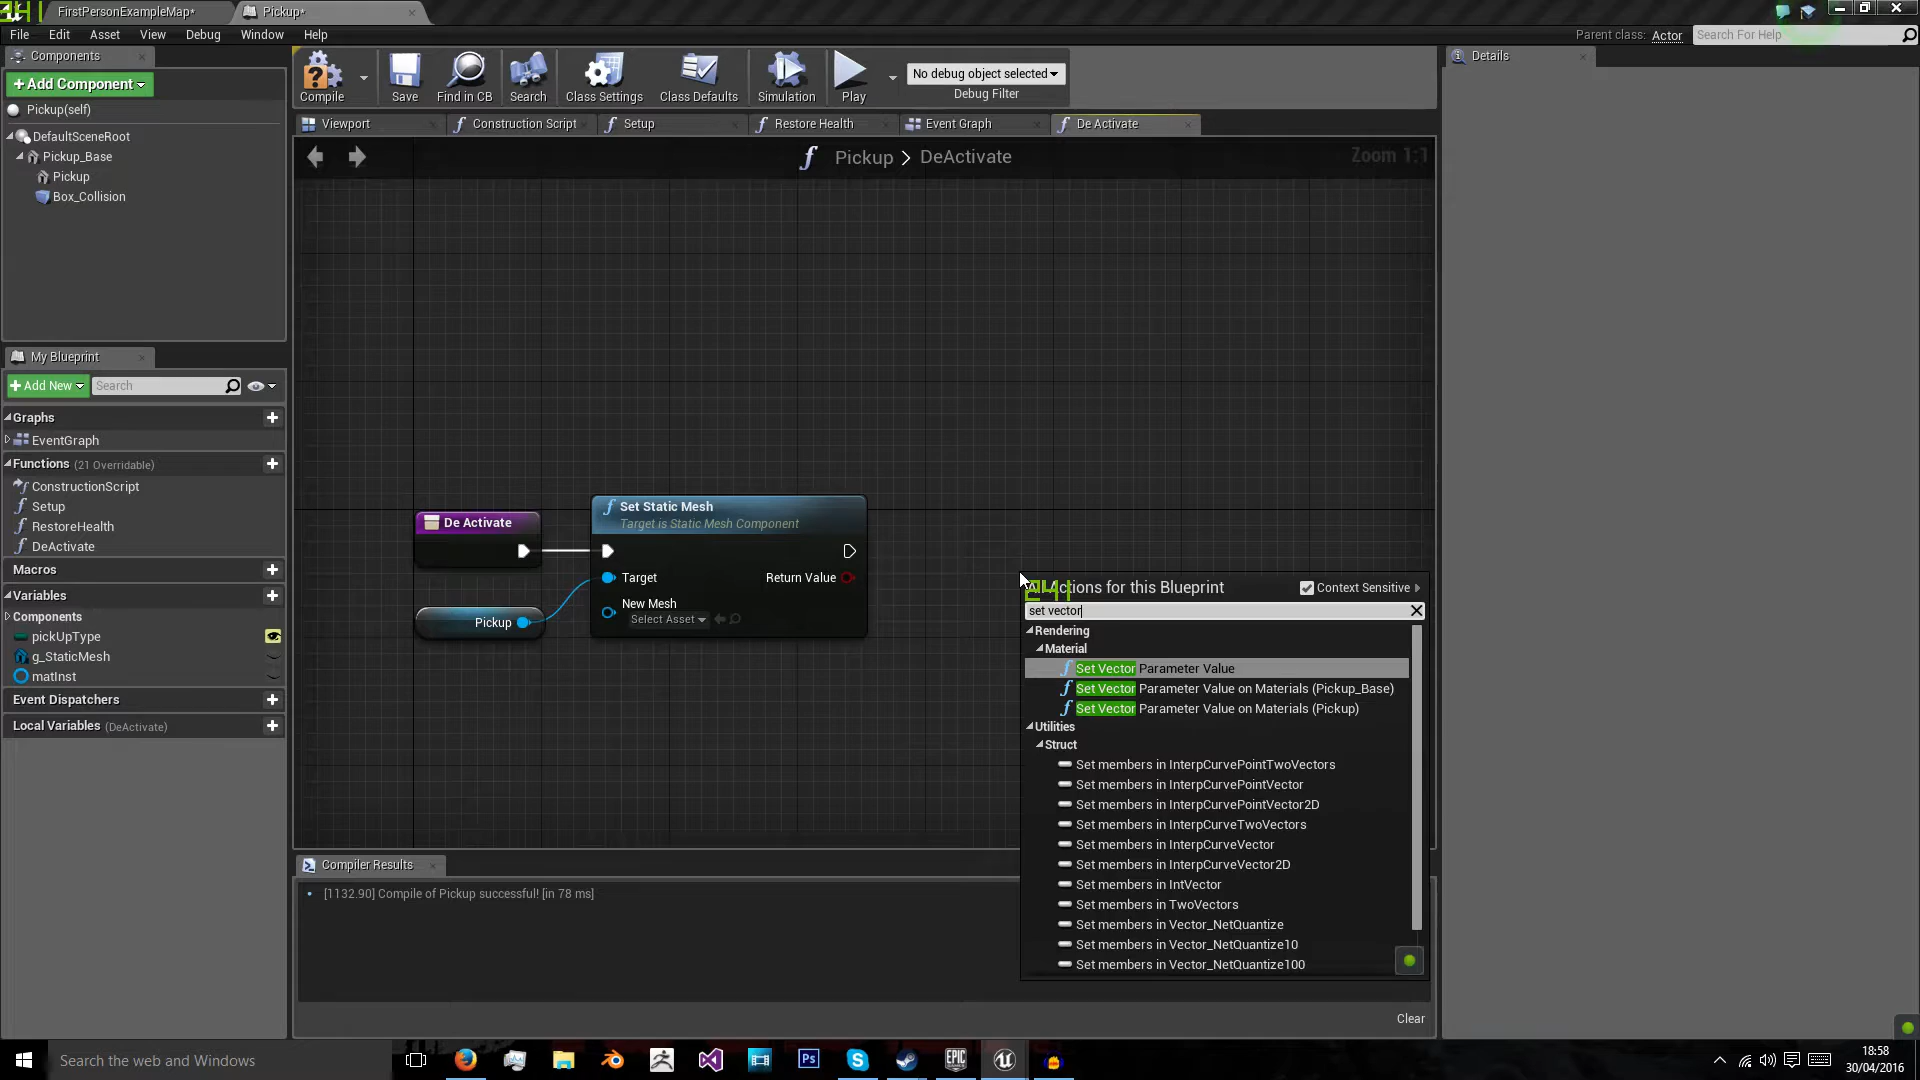 241
FirstPersonExampleMap*
Pickup*
File Edit Asset View Debug Window Help
Parent class: Actor
Search For Help
Components
+Add Component
Pickup(self)
DefaultSceneRoot
Pickup_Base
Pickup
Box_Collision
Compile
Save
Find in CB
Search
Class Settings
Class Defaults
Simulation
Play
No debug object selected
Debug Filter
Details
Viewport
Construction Script
Setup
Restore Health
Event Graph
De Activate
Pickup > DeActivate
Zoom 1:1
My Blueprint
+Add New
Search
Graphs
EventGraph
Functions (21 Overridable)
ConstructionScript
Setup
RestoreHealth
DeActivate
Macros
Variables
Components
pickUpType
g_StaticMesh
matInst
Event Dispatchers
Local Variables (DeActivate)
De Activate
Pickup
Set Static Mesh
Target is Static Mesh Component
Target
Return Value
New Mesh
Select Asset
241
Actions for this Blueprint
Context Sensitive
set vector
Rendering
Material
Set Vector Parameter Value
Set Vector Parameter Value on Materials (Pickup_Base)
Set Vector Parameter Value on Materials (Pickup)
Utilities
Struct
Set members in InterpCurvePointTwoVectors
Set members in InterpCurvePointVector
Set members in InterpCurvePointVector2D
Set members in InterpCurveTwoVectors
Set members in InterpCurveVector
Set members in InterpCurveVector2D
Set members in IntVector
Set members in TwoVectors
Set members in Vector_NetQuantize
Set members in Vector_NetQuantize10
Set members in Vector_NetQuantize100
Compiler Results
[1132.90] Compile of Pickup successful! [in 78 ms]
Clear
Search the web and Windows
Ps
EPIC
GAMES
18:58
30/04/2016